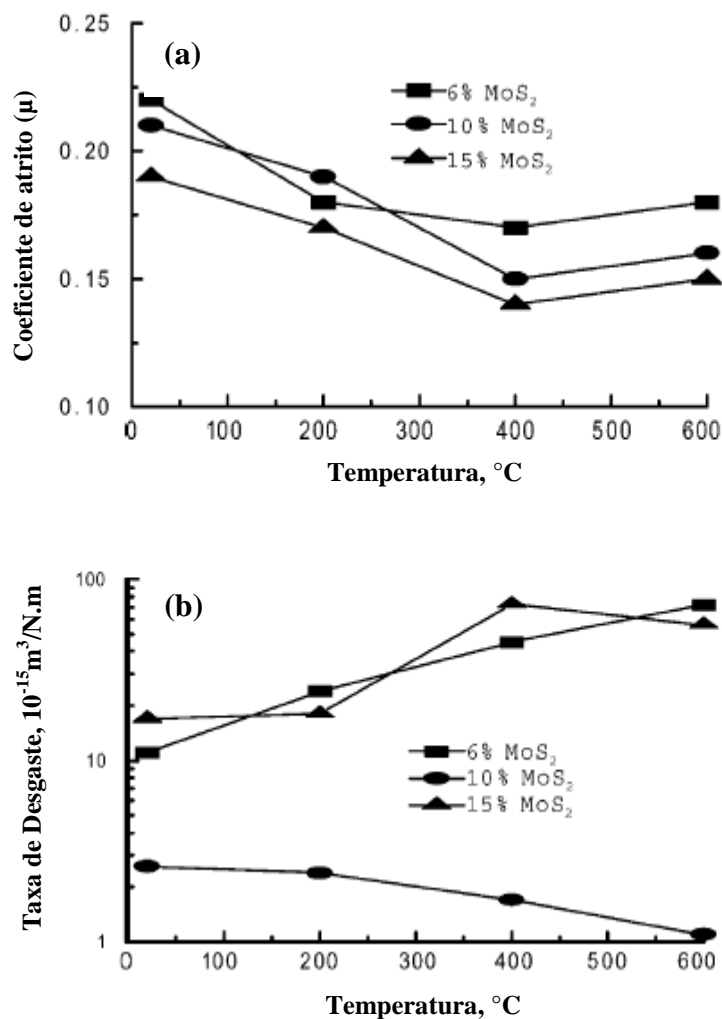 0.25
(a)
6% MoS₂
10% MoS₂
15% MoS₂
0.20
0.15
0.10
Coeficiente de atrito (μ)
0 100 200 300 400 500 600
Temperatura, °C
100
(b)
10
6% MoS₂
10% MoS₂
15% MoS₂
1
Taxa de Desgaste, 10⁻¹⁵m³/N.m
0 100 200 300 400 500 600
Temperatura, °C